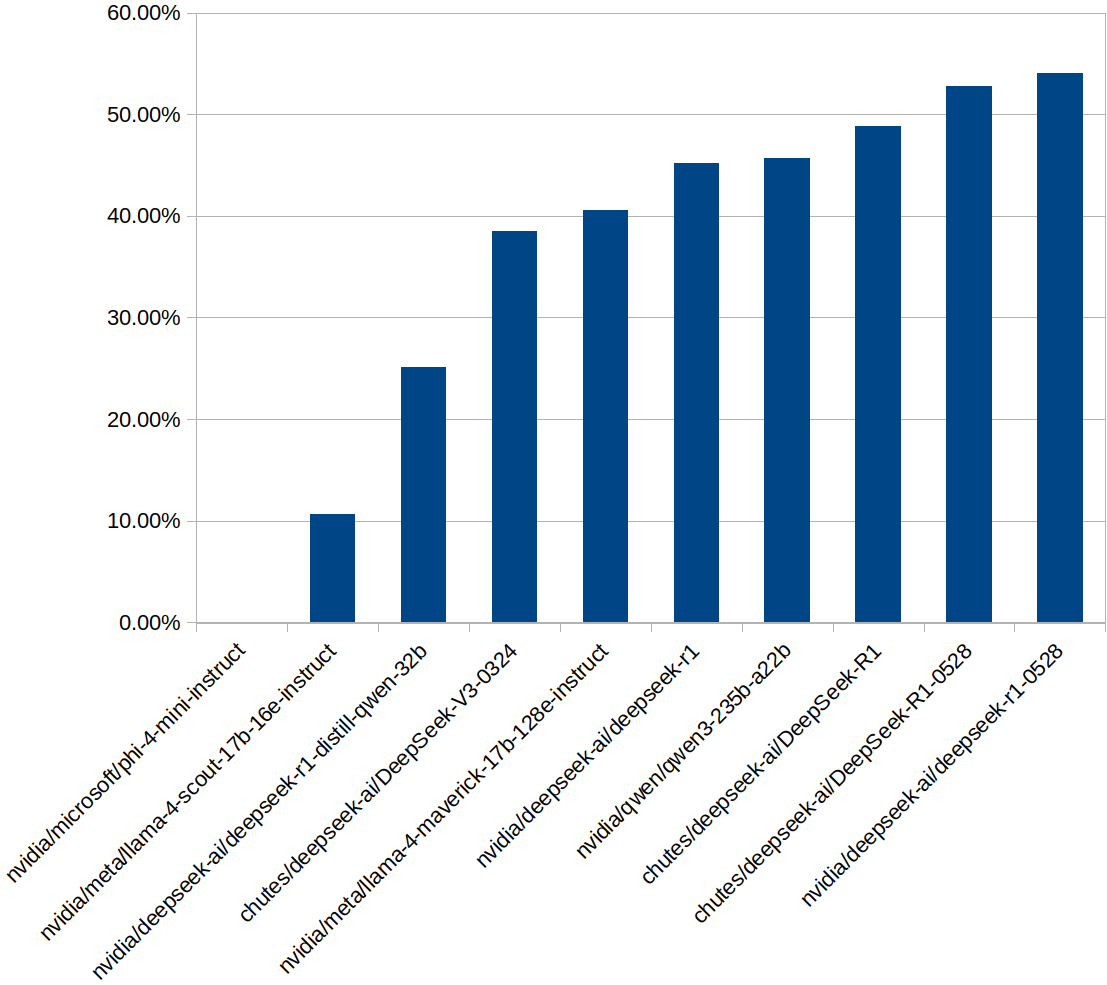 60.00%
50.00%
40.00%
30.00%
20.00%
10.00%
0.00%
nvidia/microsoft/phi-4-mini-instruct
nvidia/meta/llama-4-scout-17b-16e-instruct
nvidia/deepseek-ai/deepseek-r1-distill-qwen-32b
chutes/deepseek-ai/DeepSeek-V3-0324
nvidia/meta/llama-4-maverick-17b-128e-instruct
nvidia/deepseek-ai/deepseek-r1
nvidia/qwen/qwen3-235b-a22b
chutes/deepseek-ai/DeepSeek-R1
chutes/deepseek-ai/DeepSeek-R1-0528
nvidia/deepseek-ai/deepseek-r1-0528